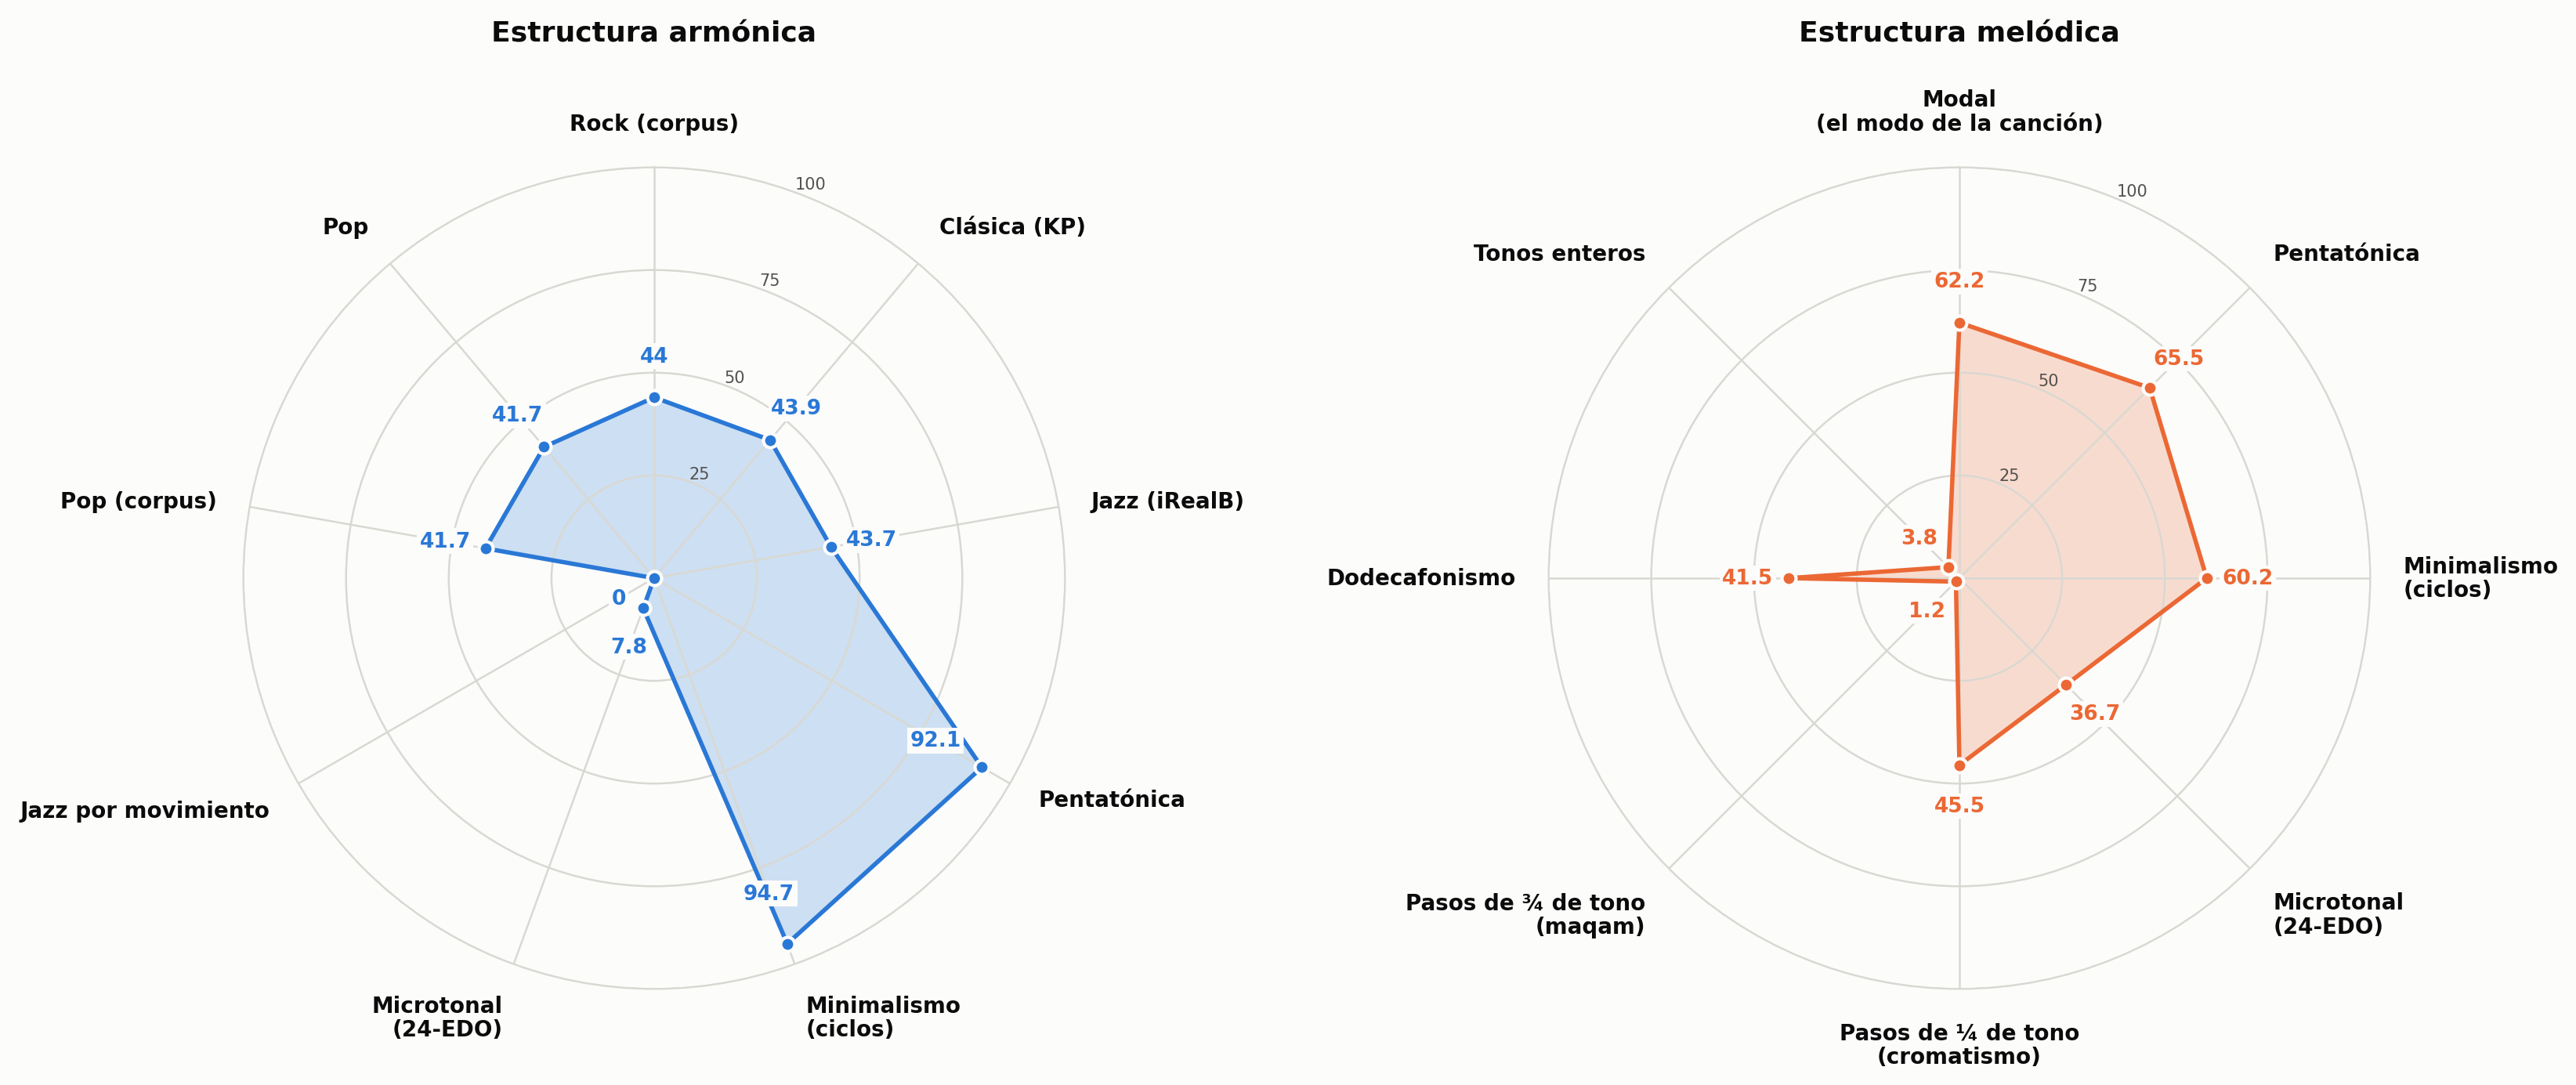 Estructura armónica
Rock (corpus)
Clásica (KP)
Jazz (iRealB)
Pentatónica
Minimalismo
(ciclos)
Microtonal
(24-EDO)
Jazz por movimiento
Pop (corpus)
Pop
100
75
50
25
44
43.9
43.7
92.1
94.7
7.8
0
41.7
41.7
Estructura melódica
Modal
(el modo de la canción)
Pentatónica
Minimalismo
(ciclos)
Microtonal
(24-EDO)
Pasos de ¼ de tono
(cromatismo)
Pasos de ¾ de tono
(maqam)
Dodecafonismo
Tonos enteros
100
75
50
25
62.2
65.5
60.2
36.7
45.5
1.2
41.5
3.8